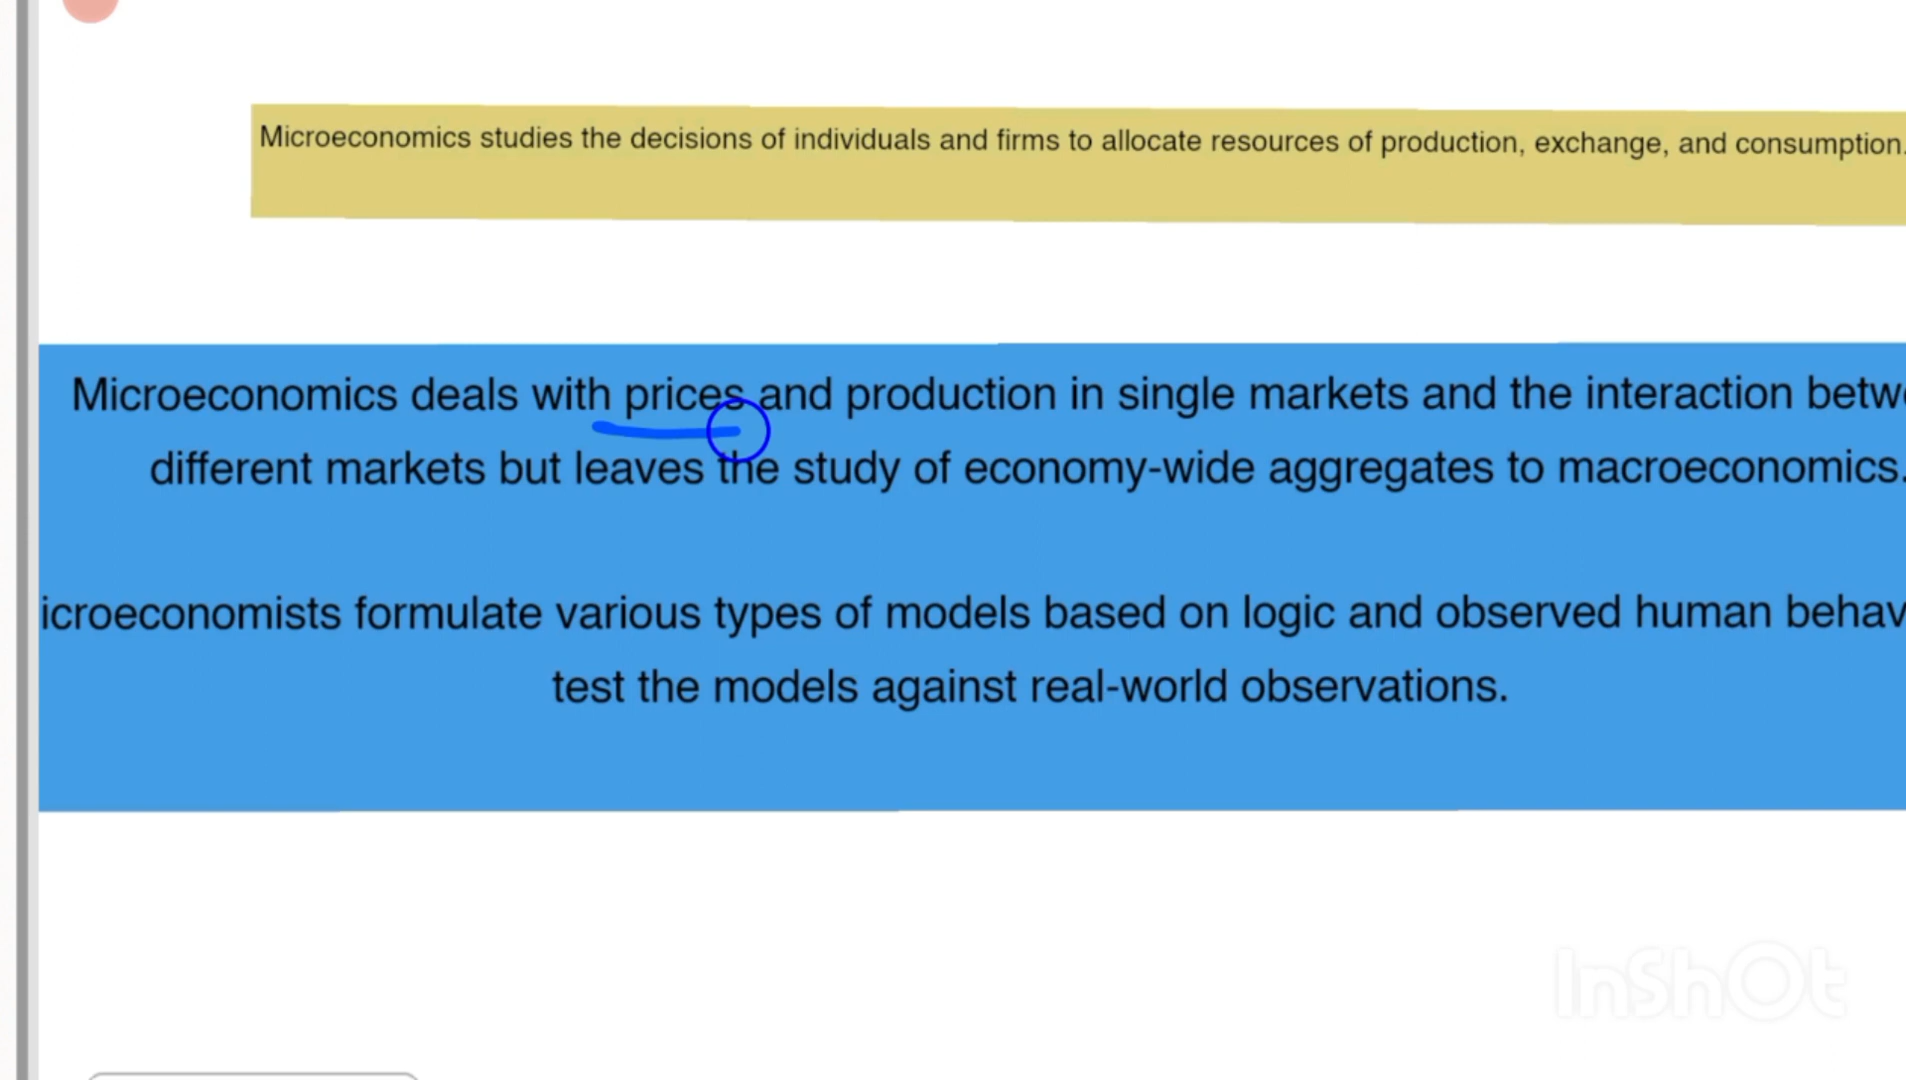 Microeconomics studies the decisions of individuals and firms to allocate resources of production, exchange, and consumption.
Microeconomics deals with prices and production in single markets and the interaction betw
different markets but leaves the study of economy-wide aggregates to macroeconomics.
icroeconomists formulate various types of models based on logic and observed human behav
test the models against real-world observations.
InShOt